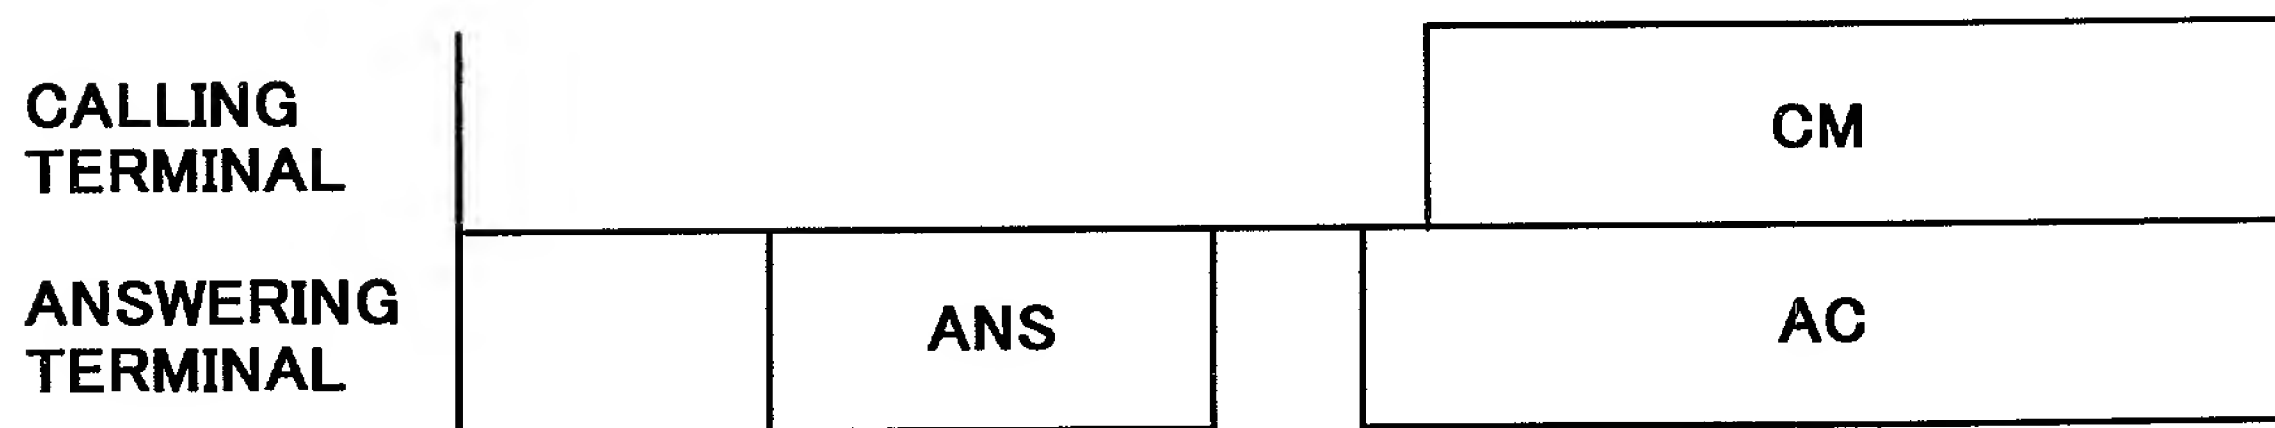 CALLING
TERMINAL
CM
ANSWERING
TERMINAL
ANS
AC